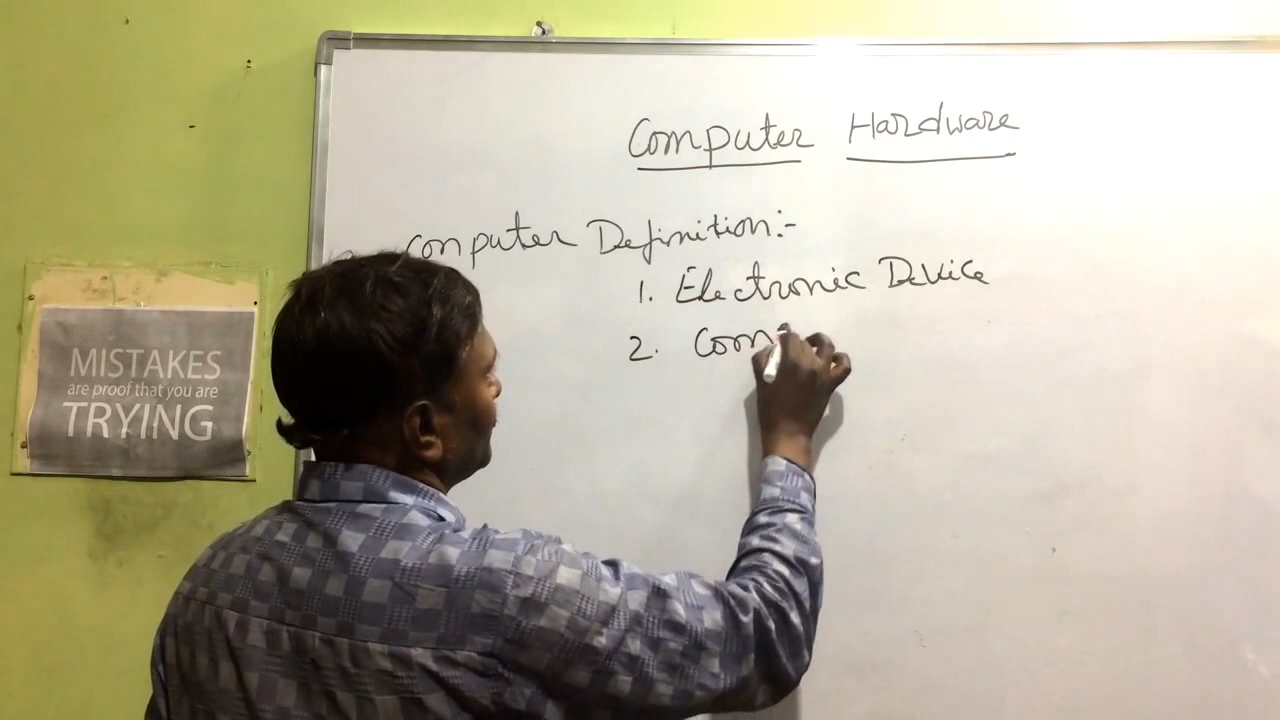 Computer Hardware
Computer Definition:-
1. Electronic Device
2. Com
MISTAKES
are proof that you are
TRYING